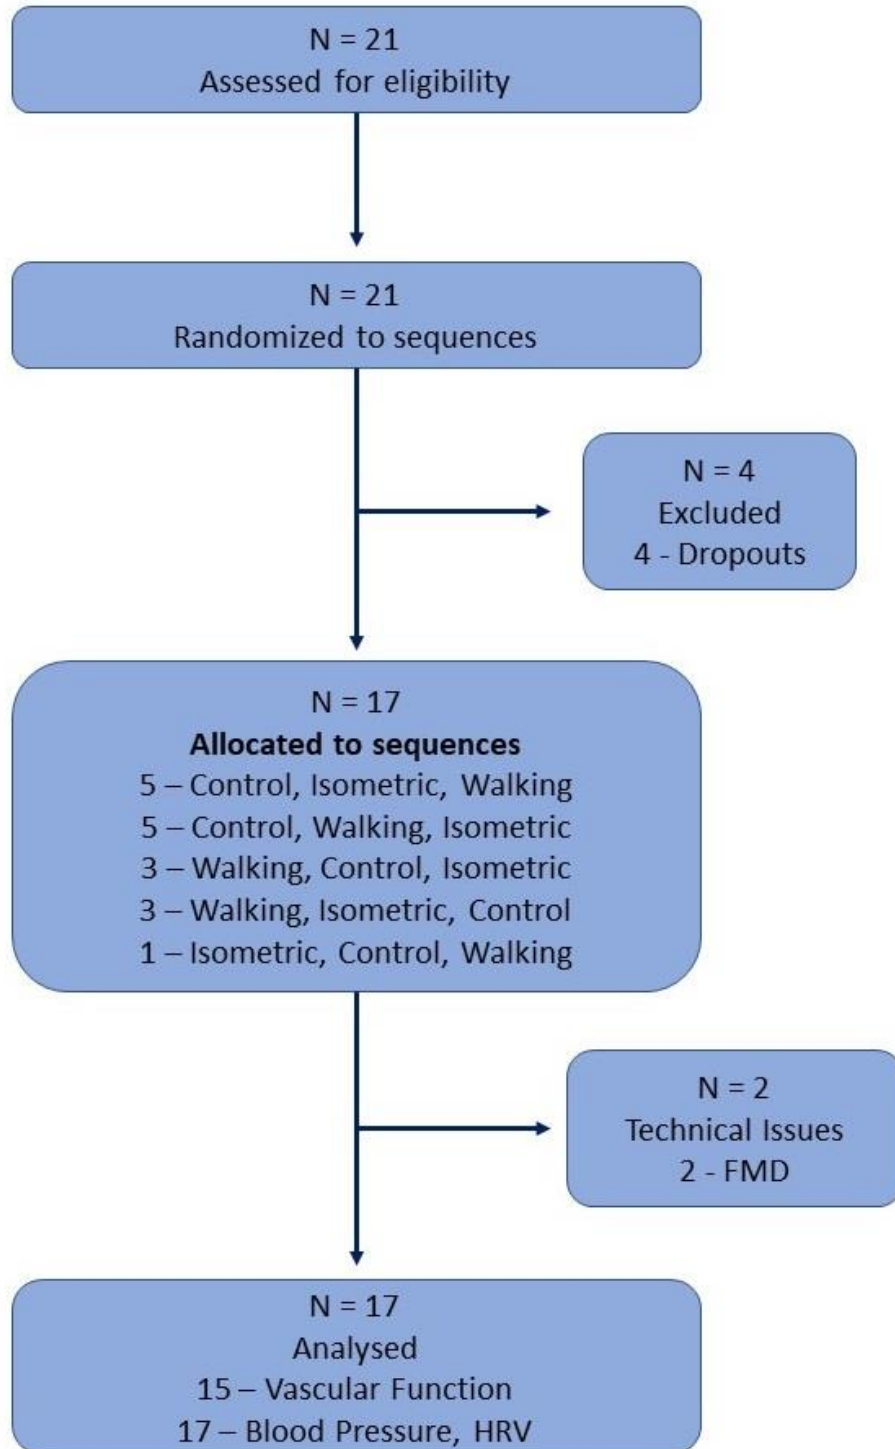 N = 21
Assessed for eligibility
N = 21
Randomized to sequences
N = 4
Excluded
4 - Dropouts
N = 17
Allocated to sequences
5 – Control, Isometric, Walking
5 – Control, Walking, Isometric
3 – Walking, Control, Isometric
3 – Walking, Isometric, Control
1 – Isometric, Control, Walking
N = 2
Technical Issues
2 - FMD
N = 17
Analysed
15 – Vascular Function
17 – Blood Pressure, HRV